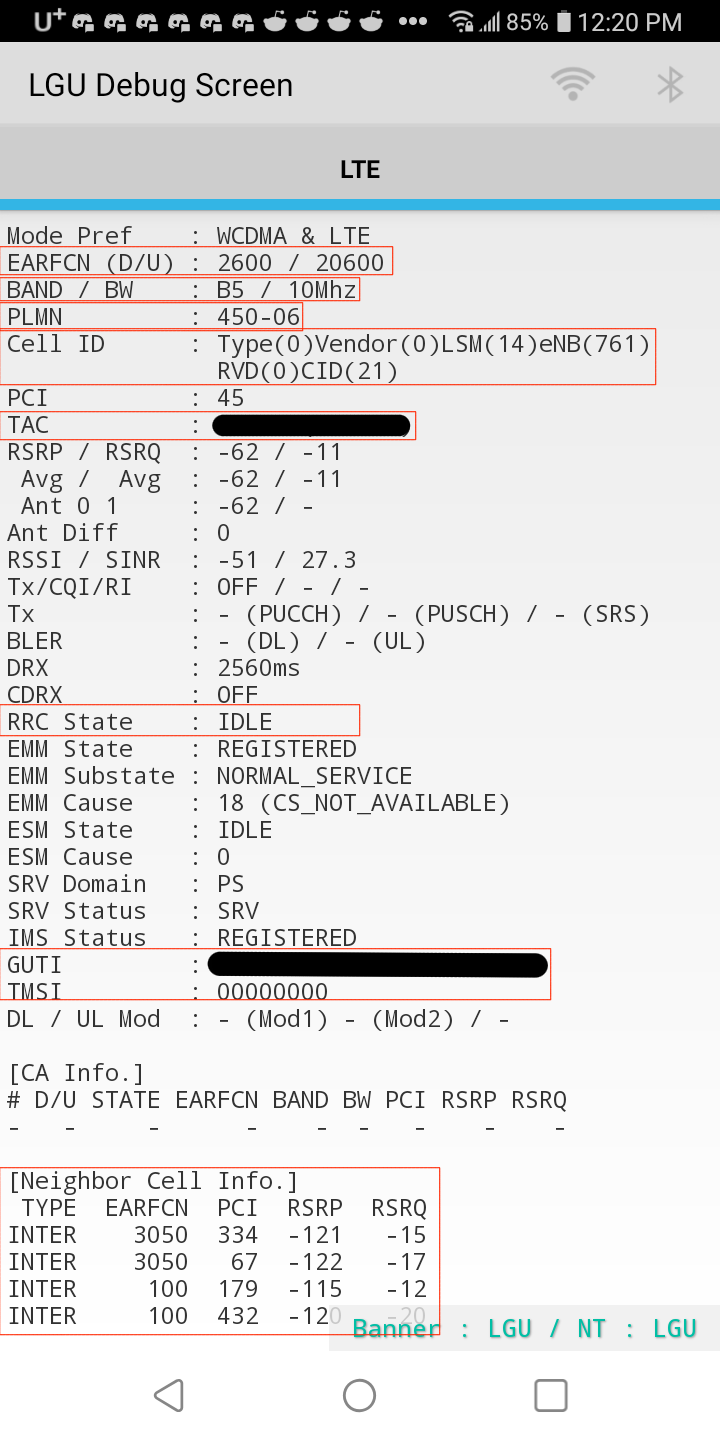 U+ ••• 85% 12:20 PM
LGU Debug Screen
LTE
Mode Pref : WCDMA & LTE
EARFCN (D/U) : 2600 / 20600
BAND / BW : B5 / 10Mhz
PLMN : 450-06
Cell ID : Type(0)Vendor(0)LSM(14)eNB(761)
RVD(0)CID(21)
PCI : 45
TAC :
RSRP / RSRQ : -62 / -11
Avg / Avg : -62 / -11
Ant 0 1 : -62 / -
Ant Diff : 0
RSSI / SINR : -51 / 27.3
Tx/CQI/RI : OFF / - / -
Tx : - (PUCCH) / - (PUSCH) / - (SRS)
BLER : - (DL) / - (UL)
DRX : 2560ms
CDRX : OFF
RRC State : IDLE
EMM State : REGISTERED
EMM Substate : NORMAL_SERVICE
EMM Cause : 18 (CS_NOT_AVAILABLE)
ESM State : IDLE
ESM Cause : 0
SRV Domain : PS
SRV Status : SRV
IMS Status : REGISTERED
GUTI :
TMSI : 00000000
DL / UL Mod : - (Mod1) - (Mod2) / -
[CA Info.]
# D/U STATE EARFCN BAND BW PCI RSRP RSRQ
- - - - - - - - -
[Neighbor Cell Info.]
TYPE EARFCN PCI RSRP RSRQ
INTER 3050 334 -121 -15
INTER 3050 67 -122 -17
INTER 100 179 -115 -12
INTER 100 432 -120 -20
Banner : LGU / NT : LGU